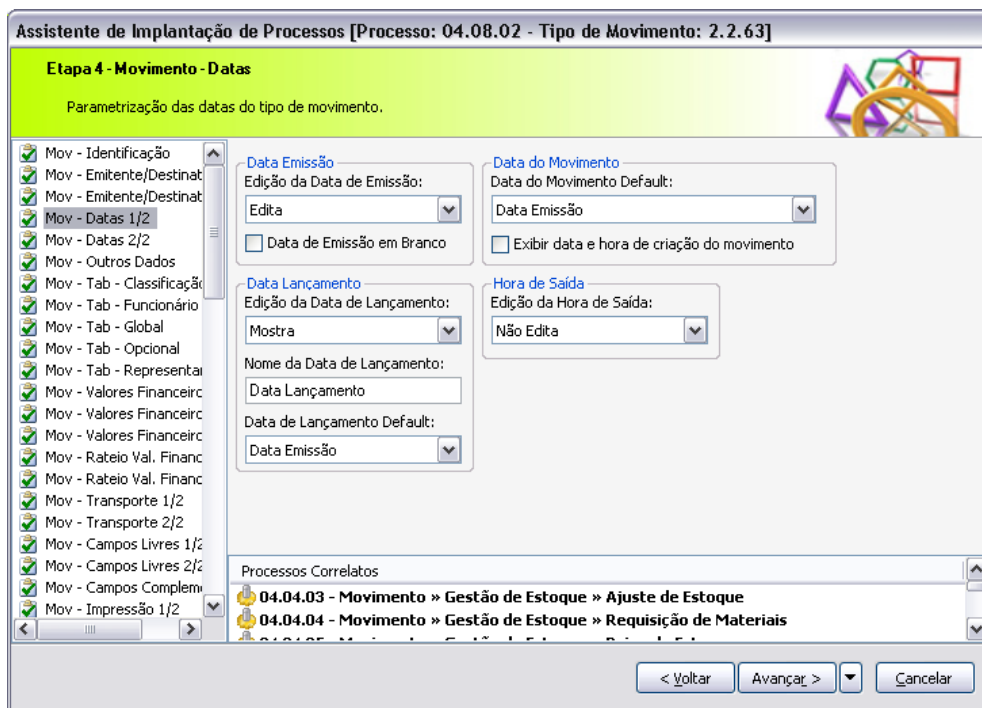 Assistente de Implantação de Processos [Processo: 04.08.02 - Tipo de Movimento: 2.2.63]
Etapa 4 - Movimento - Datas
Parametrização das datas do tipo de movimento.
Mov - Identificação
Mov - Emitente/Destinat
Mov - Emitente/Destinat
Mov - Datas 1/2
Mov - Datas 2/2
Mov - Outros Dados
Mov - Tab - Classificaçã
Mov - Tab - Funcionário
Mov - Tab - Global
Mov - Tab - Opcional
Mov - Tab - Representa
Mov - Valores Financeiro
Mov - Valores Financeiro
Mov - Valores Financeiro
Mov - Rateio Val. Financ
Mov - Rateio Val. Financ
Mov - Transporte 1/2
Mov - Transporte 2/2
Mov - Campos Livres 1/2
Mov - Campos Livres 2/2
Mov - Campos Compleme
Mov - Impressão 1/2
Data Emissão
Edição da Data de Emissão:
Edita
Data de Emissão em Branco
Data do Movimento
Data do Movimento Default:
Data Emissão
Exibir data e hora de criação do movimento
Data Lançamento
Edição da Data de Lançamento:
Mostra
Nome da Data de Lançamento:
Data Lançamento
Data de Lançamento Default:
Data Emissão
Hora de Saída
Edição da Hora de Saída:
Não Edita
Processos Correlatos
04.04.03 - Movimento » Gestão de Estoque » Ajuste de Estoque
04.04.04 - Movimento » Gestão de Estoque » Requisição de Materiais
< Voltar
Avançar >
Cancelar